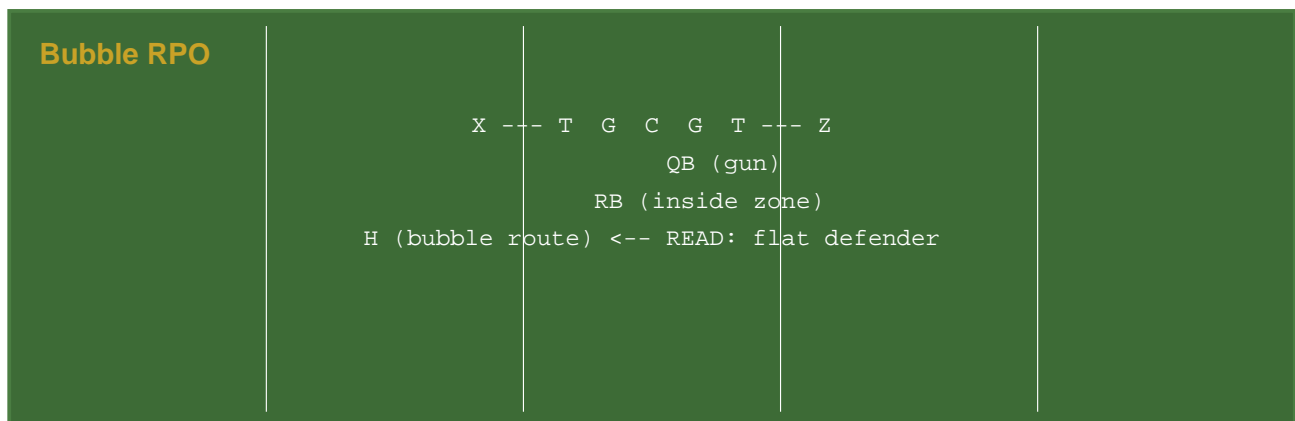 Bubble RPO
X --- T G C G T --- Z
QB (gun)
RB (inside zone)
H (bubble route) <-- READ: flat defender